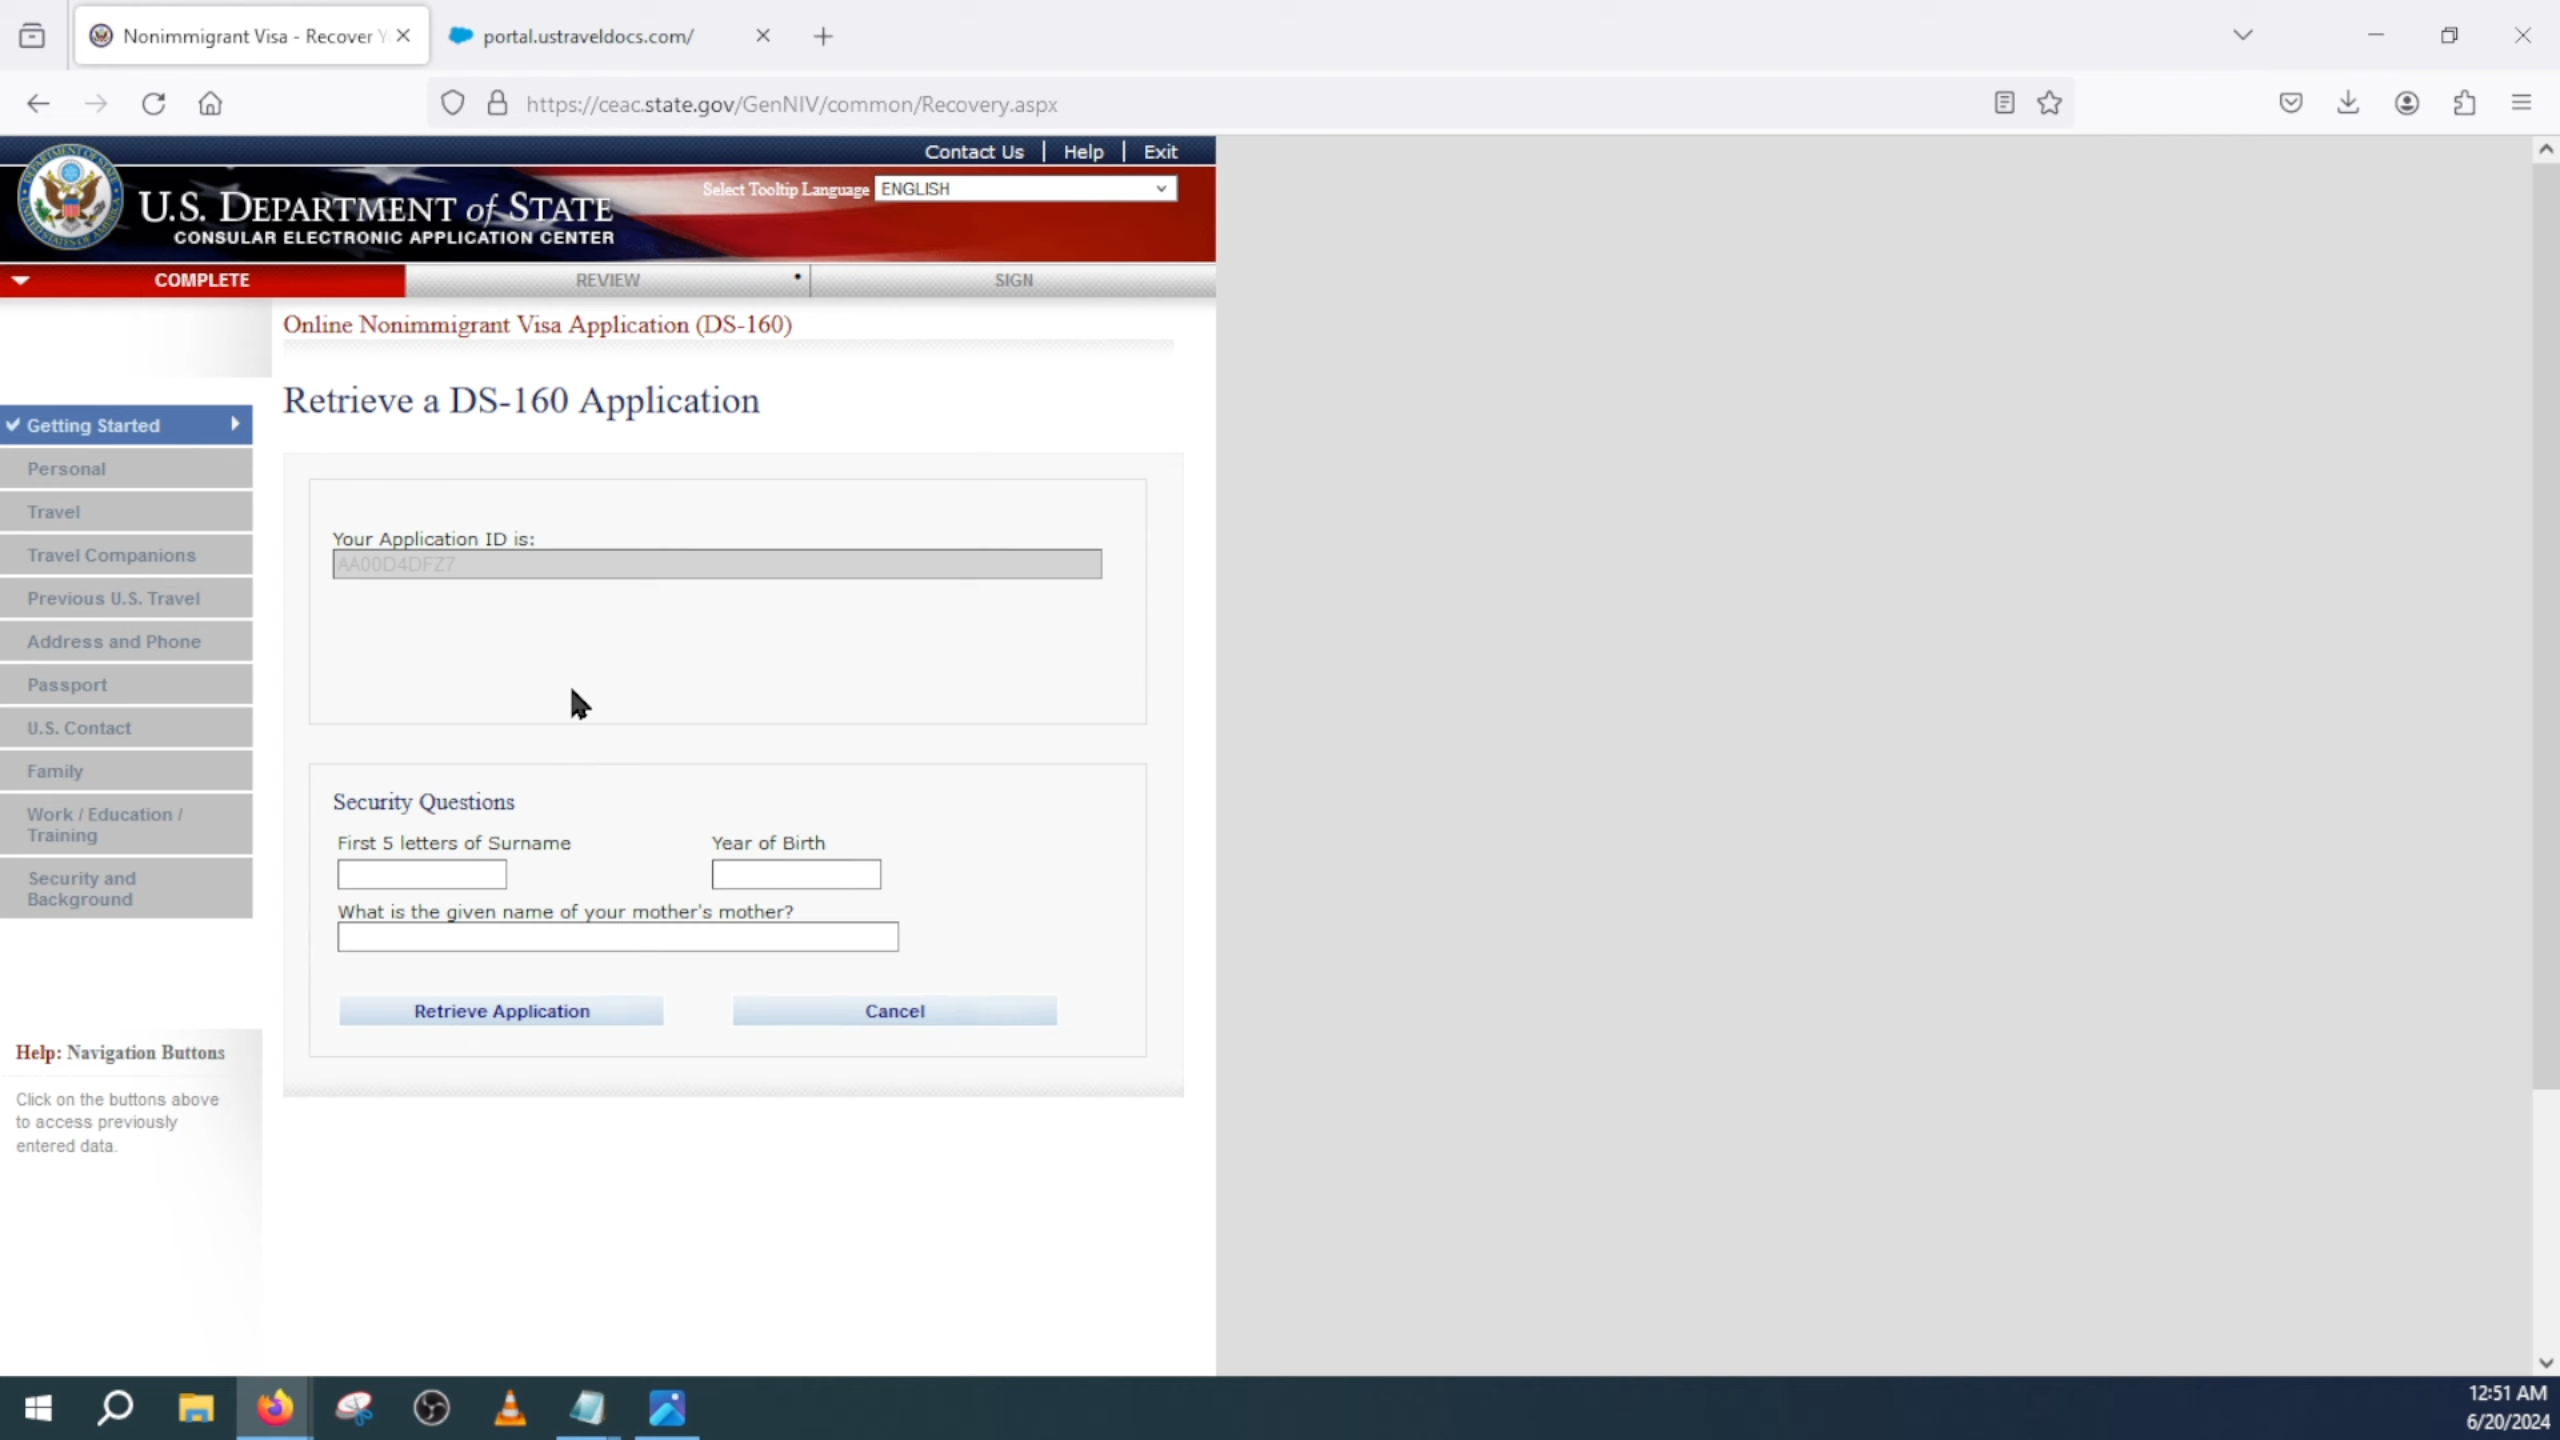 Nonimmigrant Visa - Recover Y
portal.ustraveldocs.com/
https://ceac.state.gov/GenNIV/common/Recovery.aspx
Contact Us | Help | Exit
Select Tooltip Language ENGLISH
U.S. DEPARTMENT of STATE
CONSULAR ELECTRONIC APPLICATION CENTER
COMPLETE REVIEW SIGN
Online Nonimmigrant Visa Application (DS-160)
Retrieve a DS-160 Application
Getting Started
Personal
Travel
Travel Companions
Previous U.S. Travel
Address and Phone
Passport
U.S. Contact
Family
Work / Education /
Training
Security and
Background
Your Application ID is:
AA00D4DFZ7
Security Questions
First 5 letters of Surname Year of Birth
What is the given name of your mother's mother?
Retrieve Application Cancel
Help: Navigation Buttons
Click on the buttons above
to access previously
entered data.
12:51 AM
6/20/2024